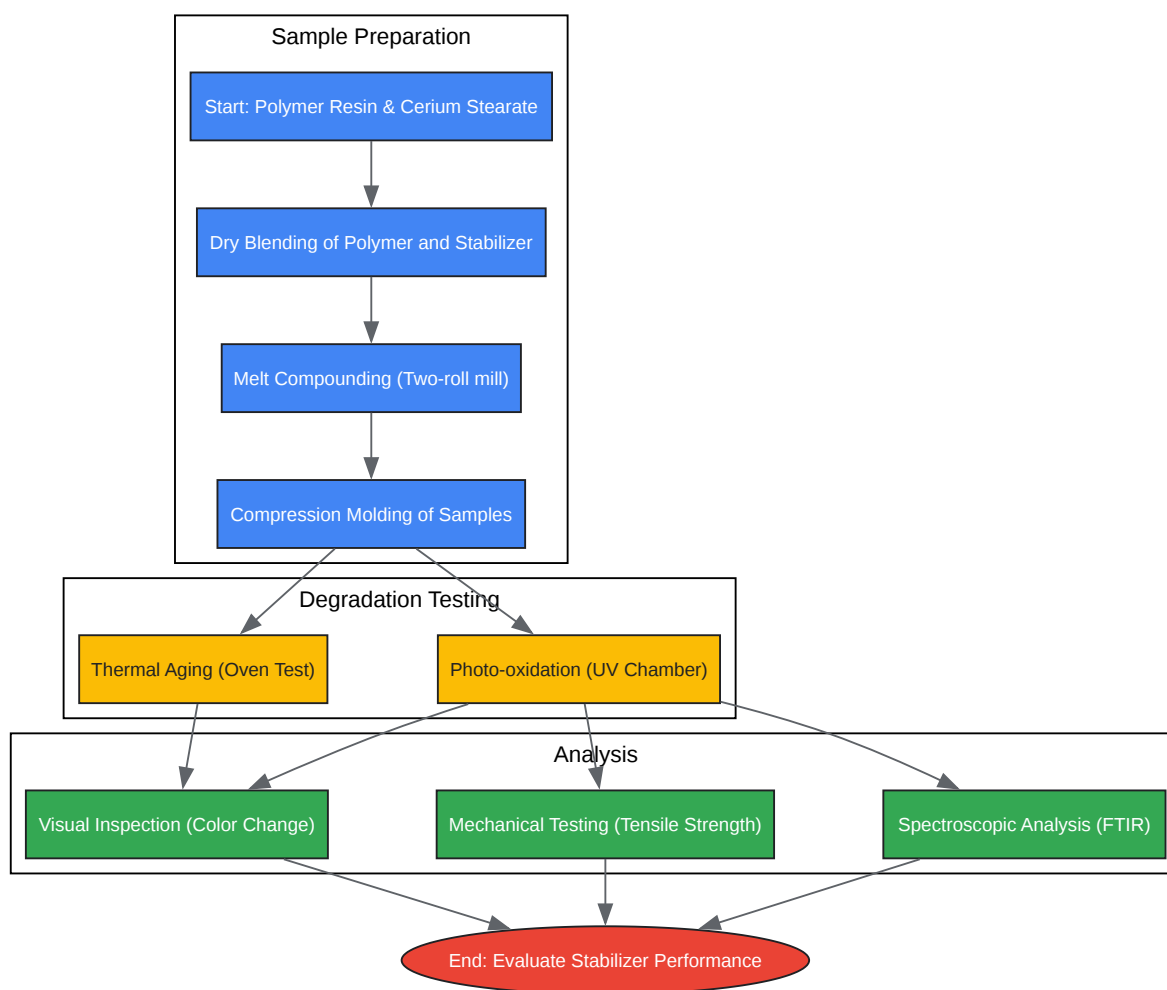 Sample Preparation
Start: Polymer Resin & Cerium Stearate
Dry Blending of Polymer and Stabilizer
Melt Compounding (Two-roll mill)
Compression Molding of Samples
Degradation Testing
Thermal Aging (Oven Test)
Photo-oxidation (UV Chamber)
Analysis
Visual Inspection (Color Change)
Mechanical Testing (Tensile Strength)
Spectroscopic Analysis (FTIR)
End: Evaluate Stabilizer Performance